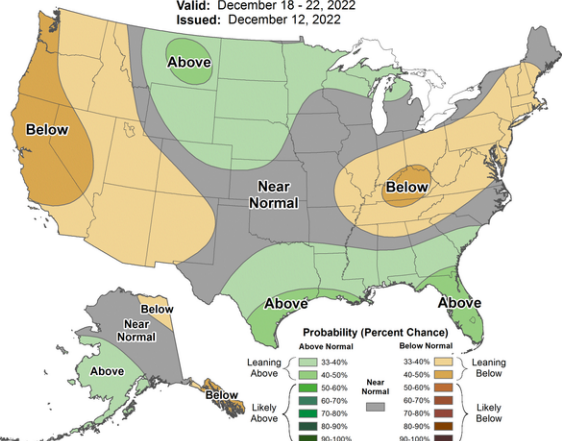 Valid: December 18 - 22, 2022
Issued: December 12, 2022
Above
Below
Near
Normal
Below
Above
Above
Below
Near
Normal
Above
Below
Probability (Percent Chance)
Above Normal
Below Normal
Leaning
Above
33-40%
40-50%
Likely
Above
50-60%
60-70%
70-80%
80-90%
90-100%
Near
Normal
33-40%
40-50%
Leaning
Below
50-60%
60-70%
70-80%
80-90%
90-100%
Likely
Below